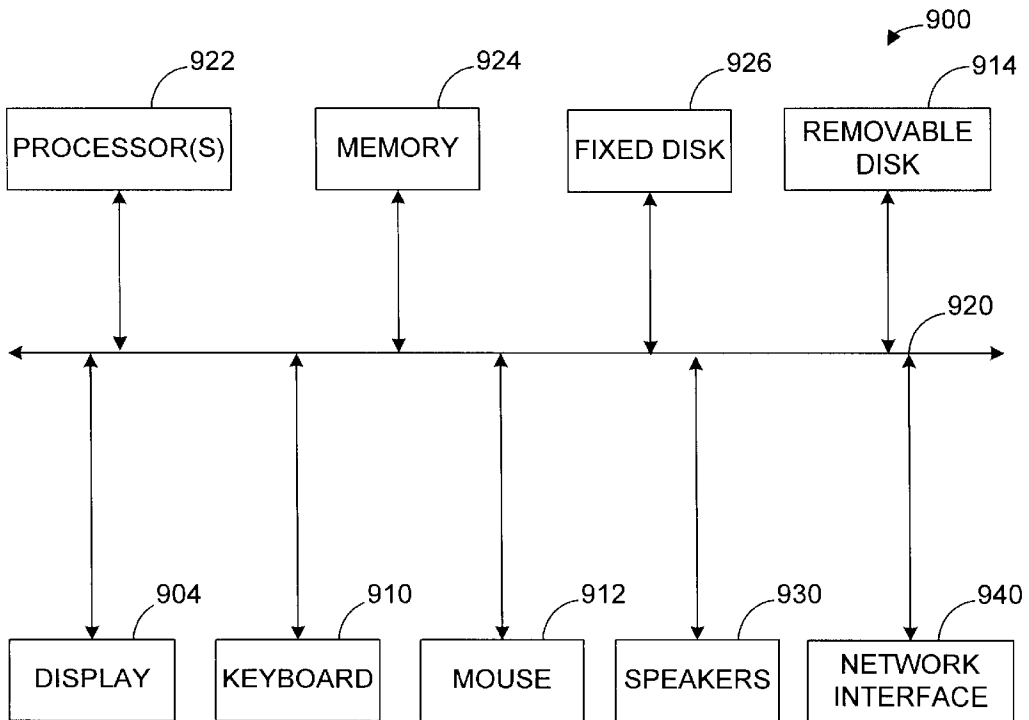 900
922
924
926
914
PROCESSOR(S)
MEMORY
FIXED DISK
REMOVABLE
DISK
920
904
910
912
930
940
DISPLAY
KEYBOARD
MOUSE
SPEAKERS
NETWORK
INTERFACE